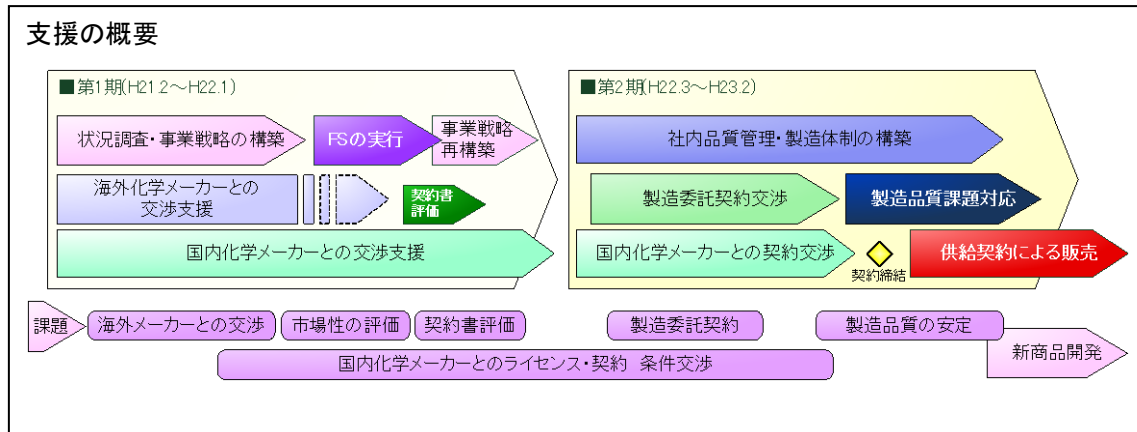 支援の概要
■第1期(H21.2～H22.1)
状況調査・事業戦略の構築
FSの実行
事業戦略
再構築
海外化学メーカーとの
交渉支援
契約書
評価
国内化学メーカーとの交渉支援
■第2期(H22.3～H23.2)
社内品質管理・製造体制の構築
製造委託契約交渉
製造品質課題対応
国内化学メーカーとの契約交渉
契約締結
供給契約による販売
課題
海外メーカーとの交渉
市場性の評価
契約書評価
製造委託契約
製造品質の安定
国内化学メーカーとのライセンス・契約 条件交渉
新商品開発